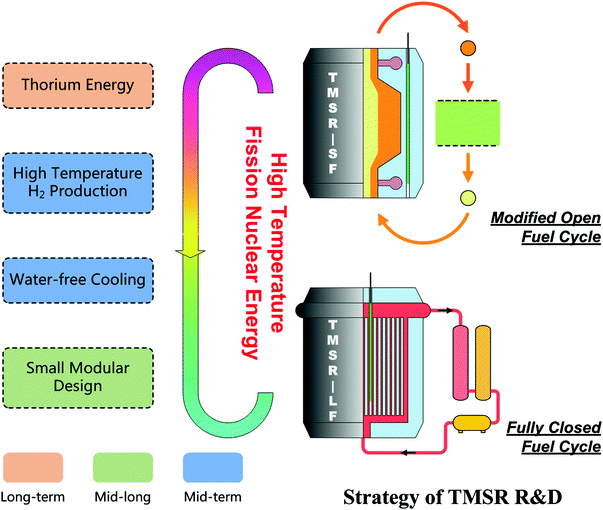 Thorium Energy
High Temperature
H₂ Production
Water-free Cooling
Small Modular
Design
Long-term
Mid-long
Mid-term
High Temperature
Fission Nuclear Energy
TMSR|SF
Modified Open
Fuel Cycle
TMSR|LF
Fully Closed
Fuel Cycle
Strategy of TMSR R&D